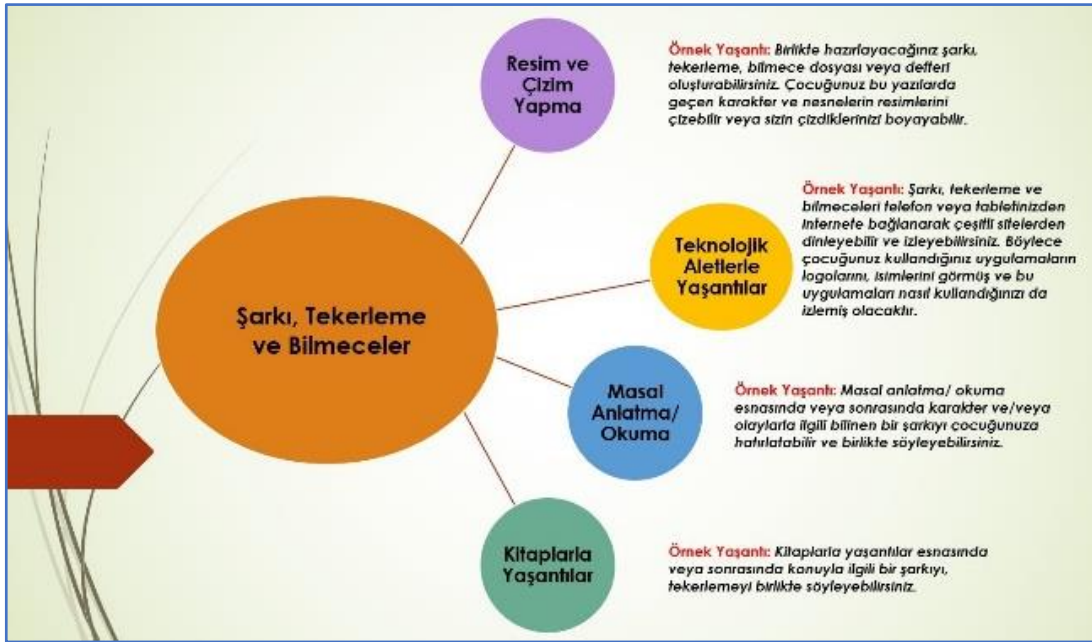 Resim ve
Çizim
Yapma
Örnek Yaşantı: Birlikte hazırlayacağınız şarkı,
tekerleme, bilmece dosyası veya defteri
oluşturabilirsiniz. Çocuğunuz bu yazılarda
geçen karakter ve nesnelerin resimlerini
çizebilir veya sizin çizdiklerinizi boyayabilir.
Şarkı, Tekerleme
ve Bilmeceler
Teknolojik
Aletlerle
Yaşantılar
Örnek Yaşantı: Şarkı, tekerleme ve
bilmeceleri telefon veya tabletinizden
internete bağlanarak çeşitli sitelerden
dinleyebilir ve izleyebilirsiniz. Böylece
çocuğunuz kullandığınız uygulamaların
logolarını, isimlerini görmüş ve bu
uygulamaları nasıl kullandığınızı da
izlemiş olacaktır.
Masal
Anlatma/
Okuma
Örnek Yaşantı: Masal anlatma/ okuma
esnasında veya sonrasında karakter ve/veya
olaylarla ilgili bilinen bir şarkıyı çocuğunuza
hatırlatabilir ve birlikte söyleyebilirsiniz.
Kitaplarla
Yaşantılar
Örnek Yaşantı: Kitaplarla yaşantılar esnasında
veya sonrasında konuyla ilgili bir şarkıyı,
tekerlemeyi birlikte söyleyebilirsiniz.